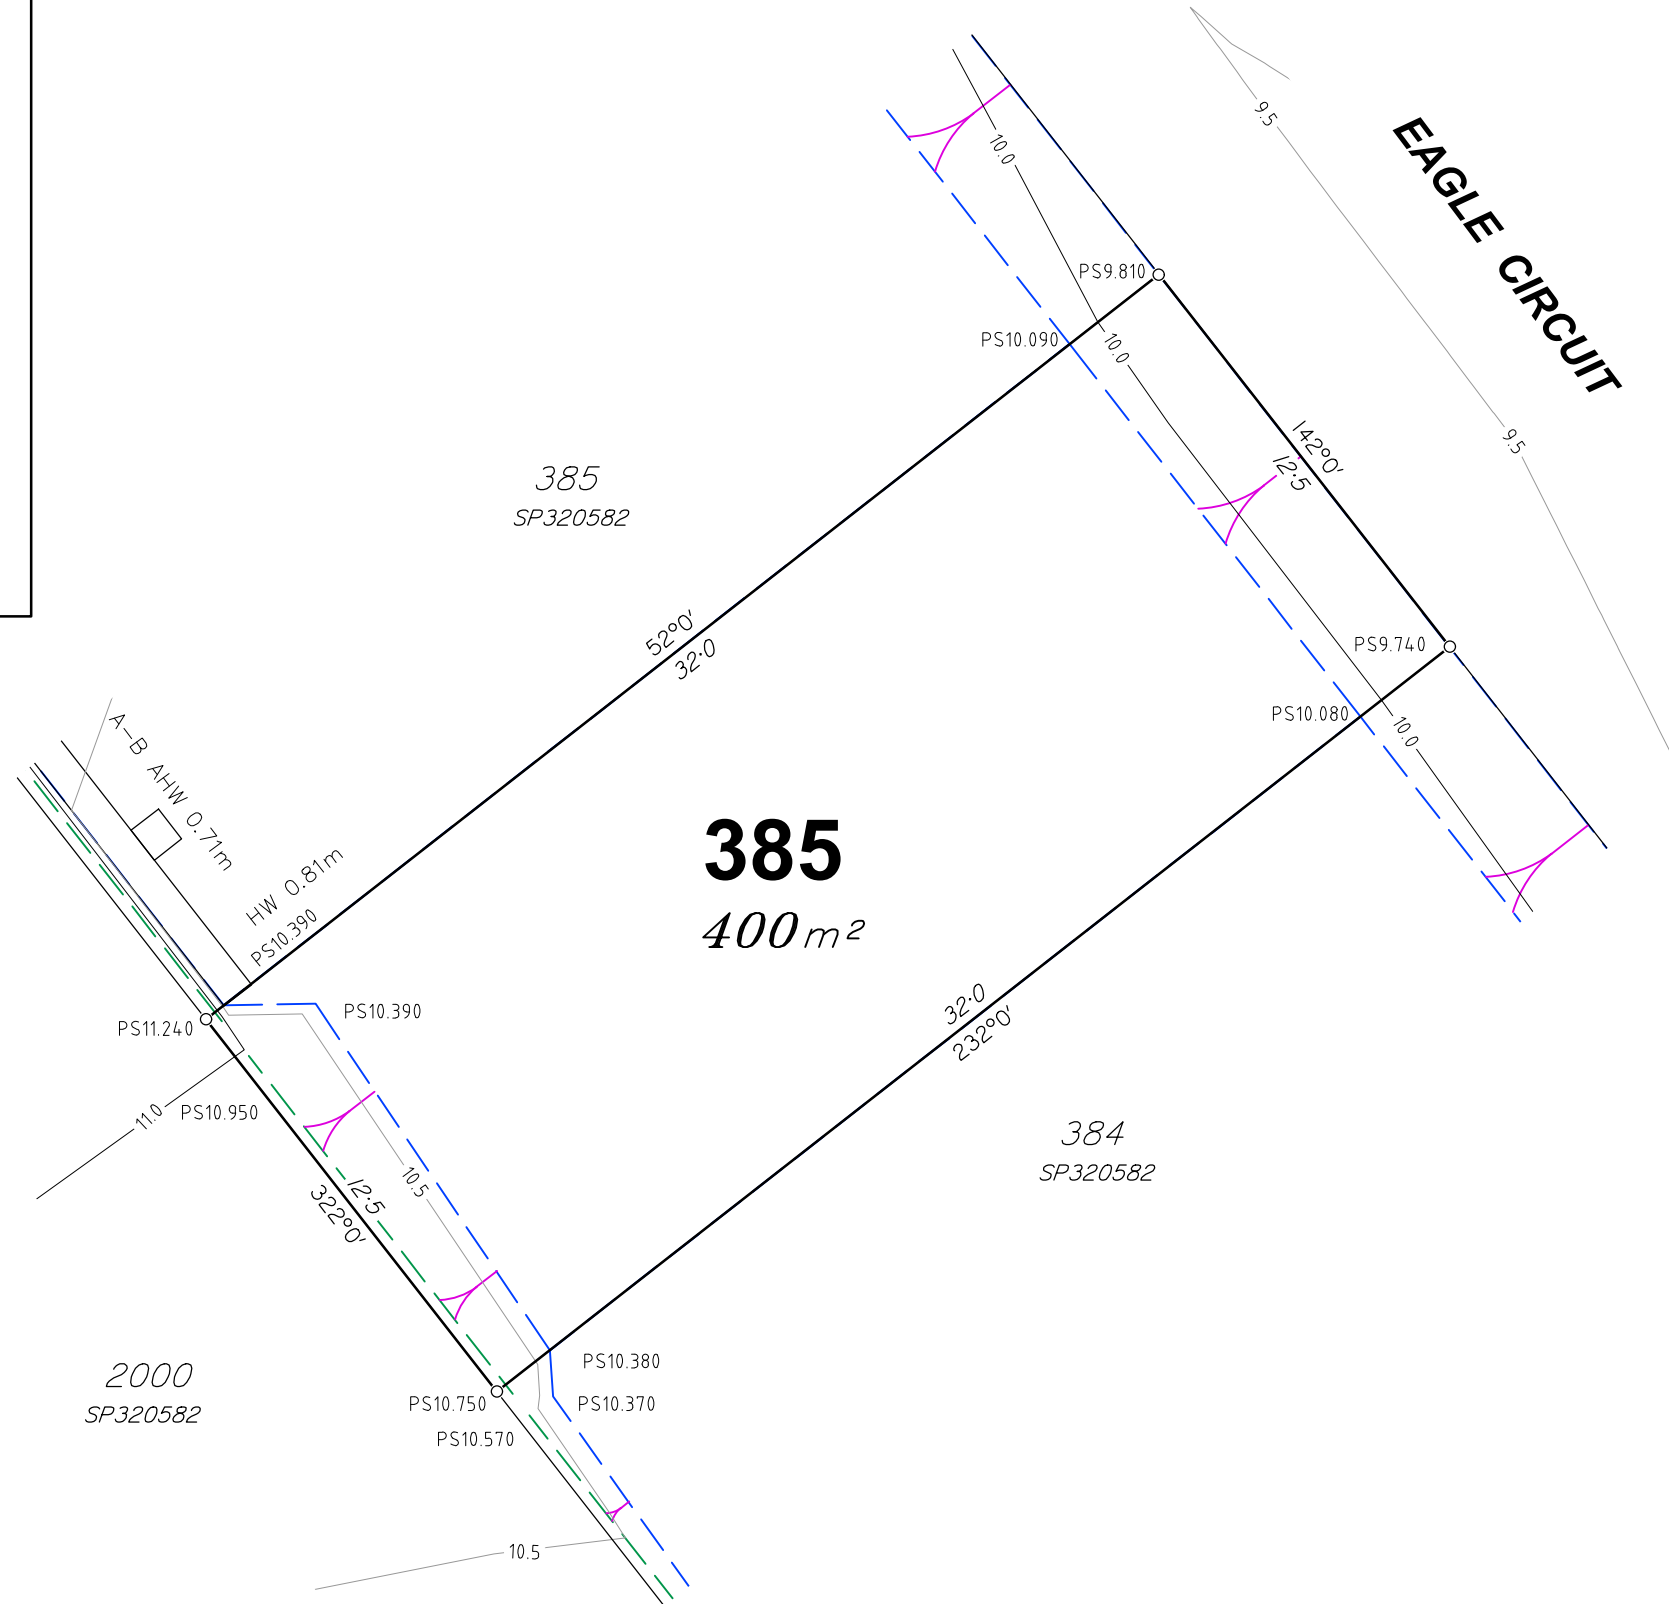 9.5
EAGLE CIRCUIT
10.0
PS9.810
PS10.090
10.0
142°0'
12·5
9.5
385
SP320582
52°0'
32·0
PS9.740
PS10.080
10.0
A-B AHW 0.71m
HW 0.81m
PS10.390
385
400m²
PS11.240
PS10.390
32·0
232°0'
11.0
PS10.950
384
SP320582
10.5
12·5
322°0'
2000
SP320582
PS10.380
PS10.750
PS10.370
PS10.570
10.5